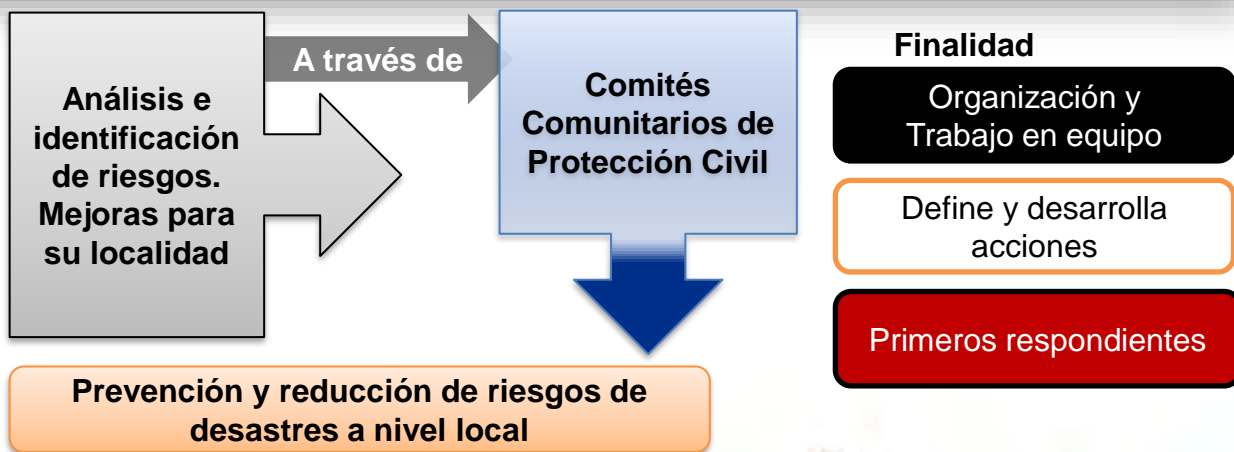 Análisis e
identificación
de riesgos.
Mejoras para
su localidad
A través de
Comités
Comunitarios de
Protección Civil
Prevención y reducción de riesgos de
desastres a nivel local
Finalidad
Organización y
Trabajo en equipo
Define y desarrolla
acciones
Primeros respondientes